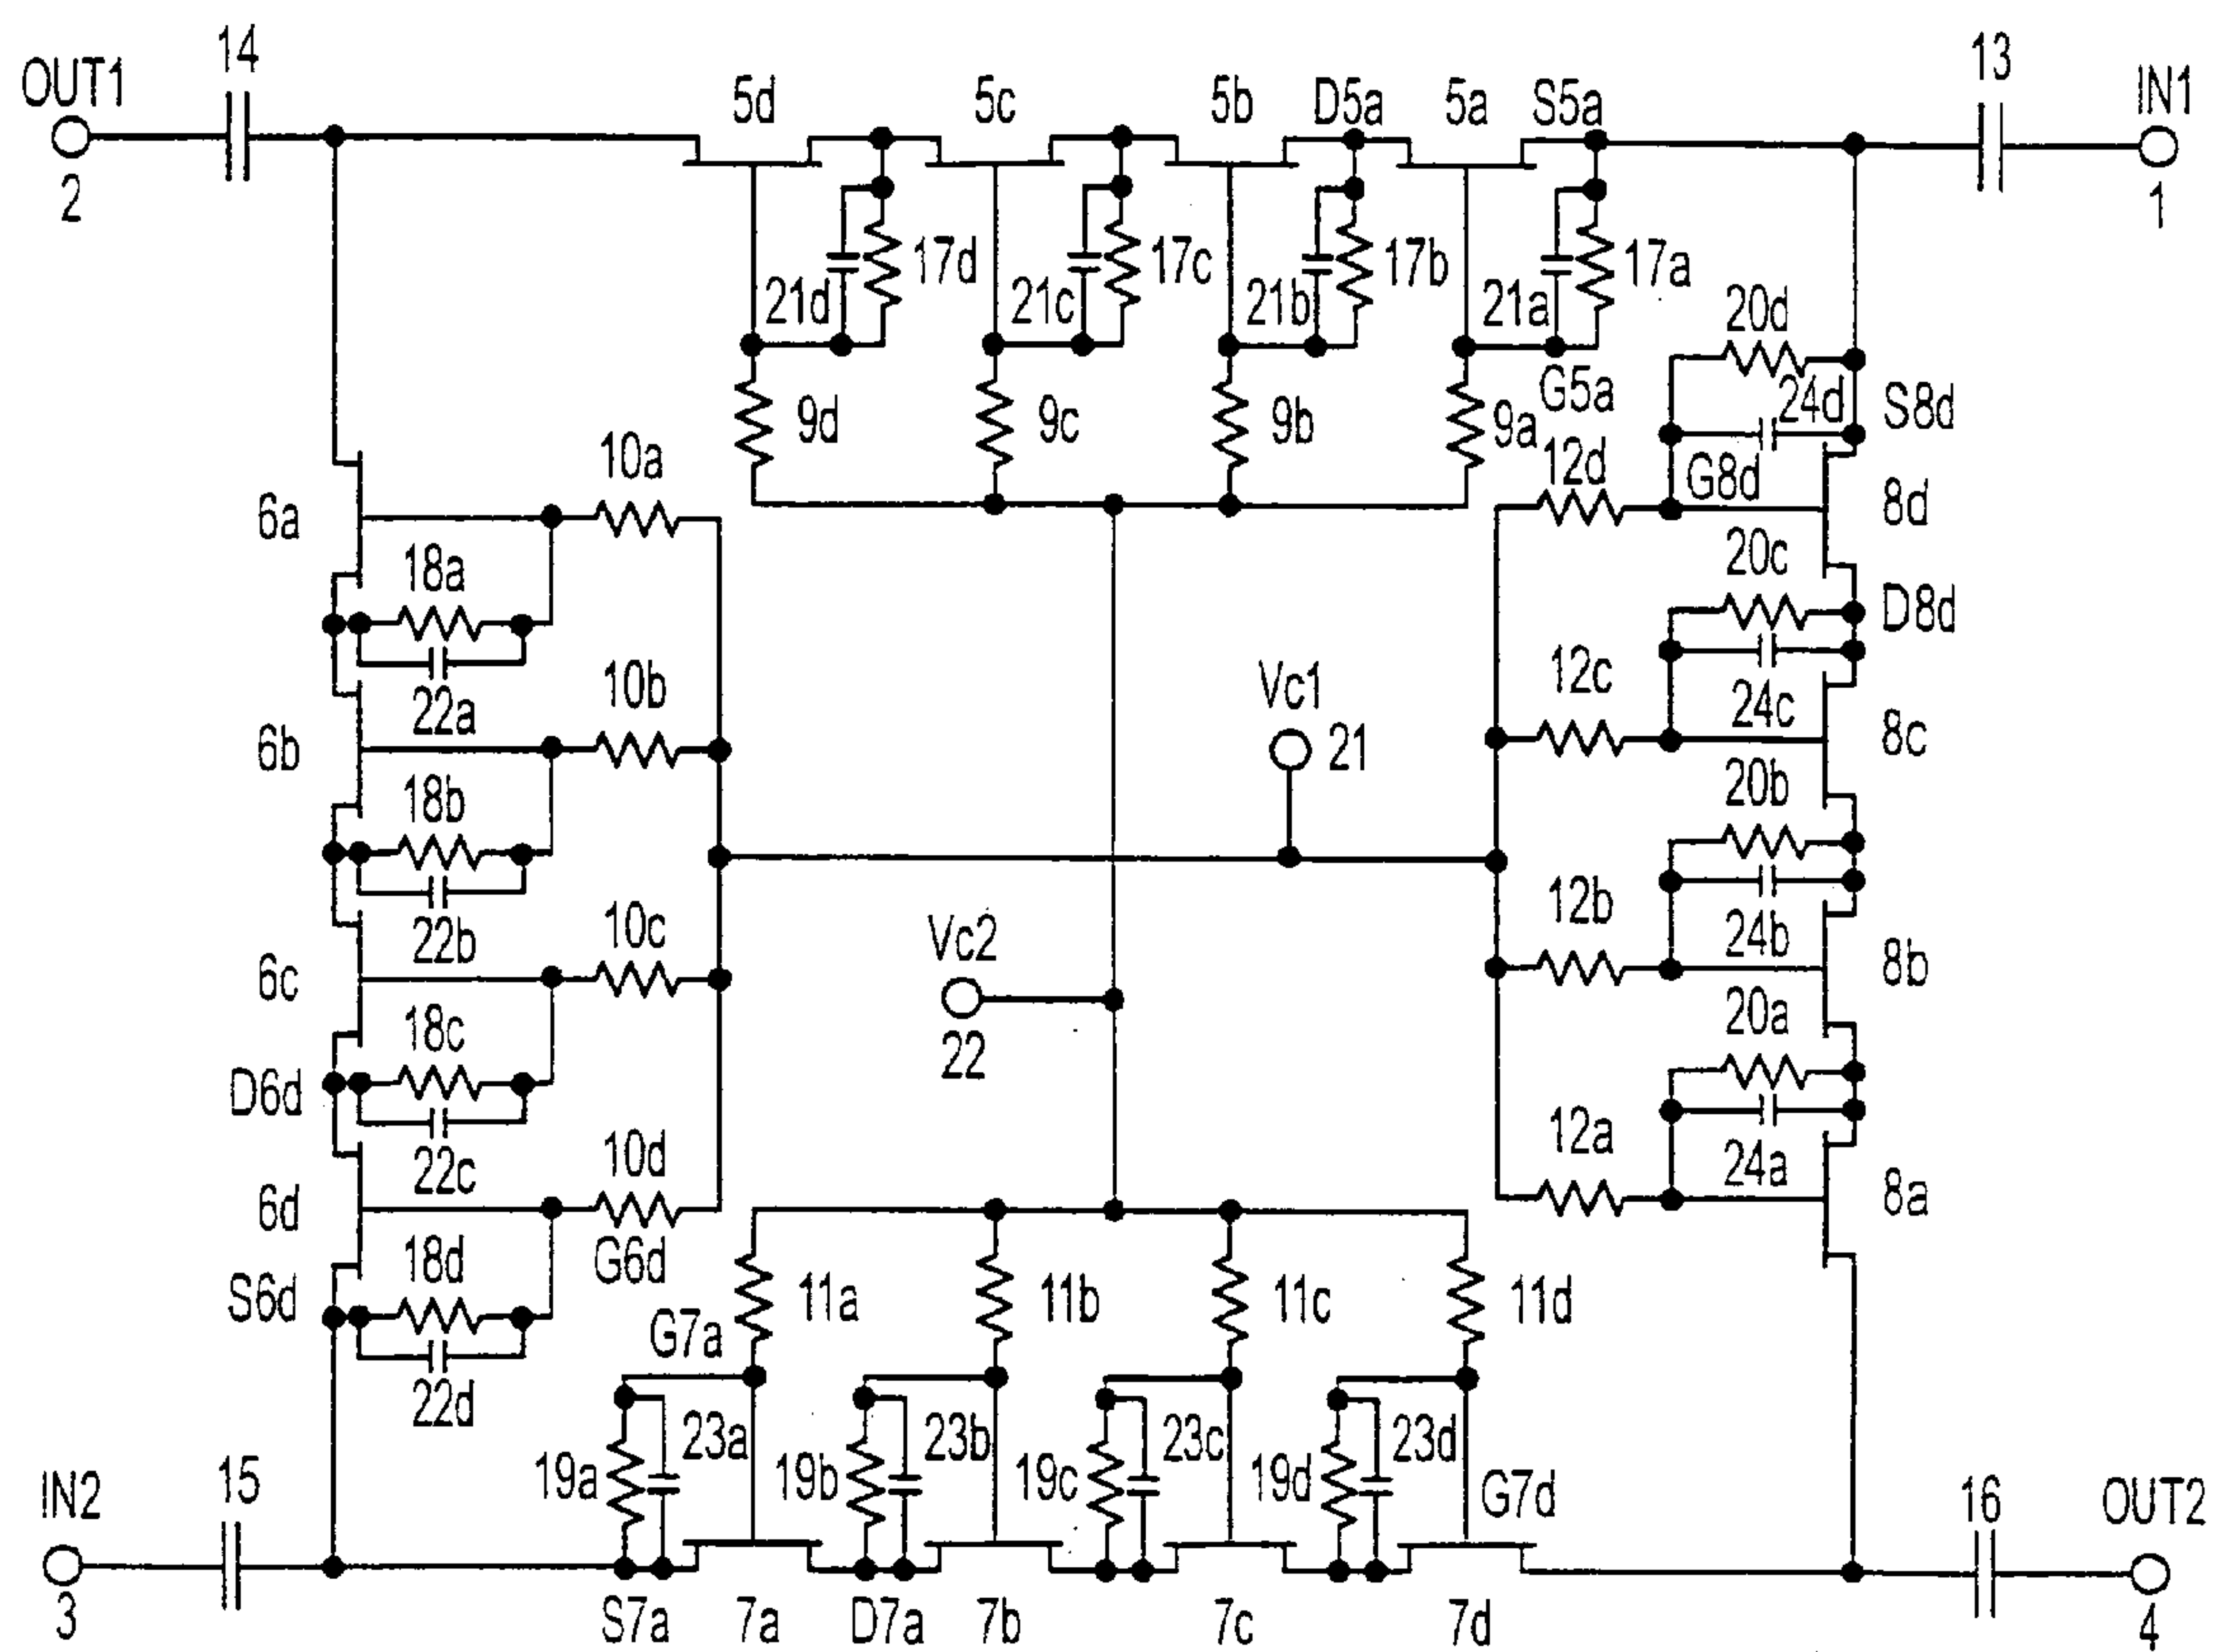 OUT1 14 5d 5c 5b D5a 5a S5a 13 IN1
2 1
21d 17d 21c 17c 21b 17b 21a 17a
20d
9d 9c 9b 9a G5a 24d S8d
10a 12d G8d
6a 8d
18a 20c D8d
22a 10b Vc1 12c 24c
6b 21 8c
18b 20b
22b 10c Vc2 12b 24b
6c 8b
18c 22 20a
D6d
22c 10d 12a 24a
6d 8a
18d G6d
S6d G7a 11a 11b 11c 11d
22d
19a 23a 19b 23b 19c 23c 19d 23d G7d
IN2 15 16 OUT2
3 S7a 7a D7a 7b 7c 7d 4